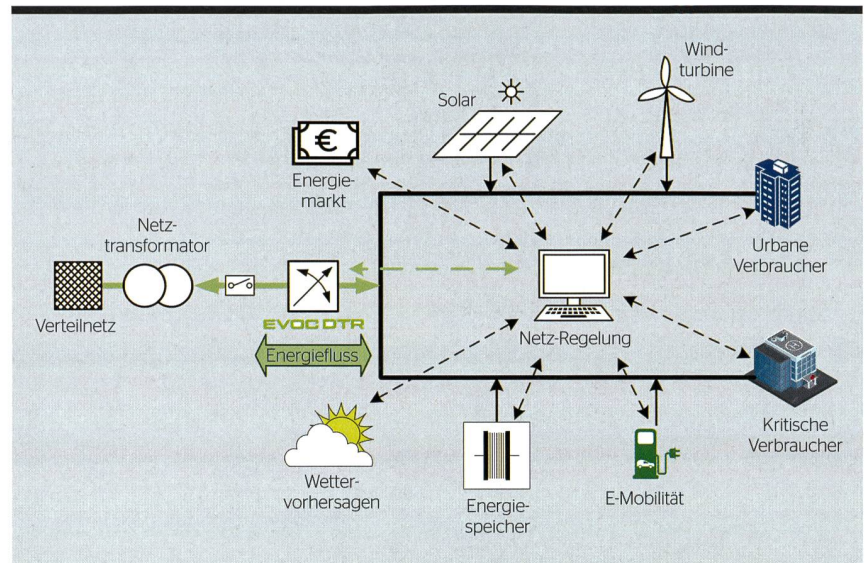 Wind-
turbine
Solar
€
Energie-
markt
Netz-
transformator
Urbane
Verbraucher
Verteilnetz
EVOC DTR
Netz-Regelung
Energiefluss
H
Kritische
Verbraucher
Wetter-
vorhersagen
Energie-
speicher
E-Mobilität